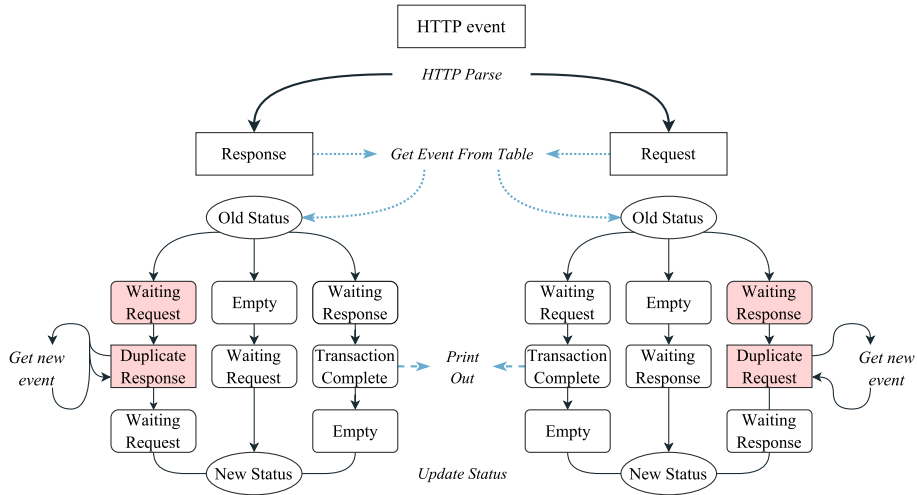 HTTP event
HTTP Parse
Response
Get Event From Table
Request
Old Status
Old Status
Waiting
Request
Empty
Waiting
Response
Waiting
Request
Empty
Waiting
Response
Get new
event
Duplicate
Response
Waiting
Request
Transaction
Complete
Print
Out
Transaction
Complete
Waiting
Response
Duplicate
Request
Get new
event
Waiting
Request
Empty
Empty
Waiting
Response
New Status
Update Status
New Status